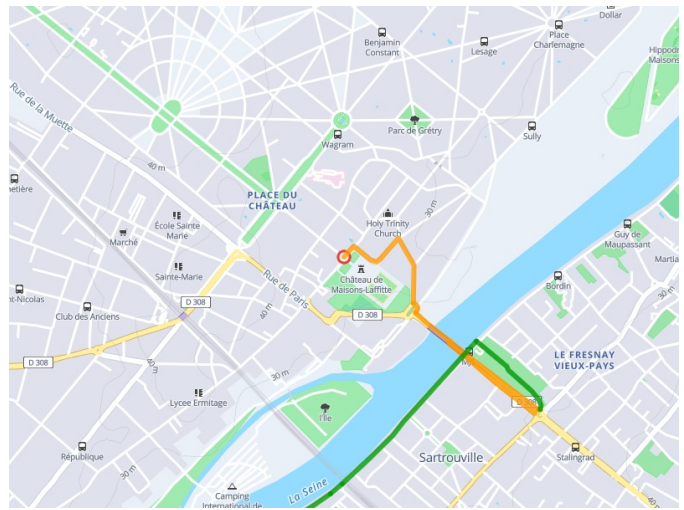 Dollar
Benjamin
Constant
Place
Charlemagne
Lesage
Hippodr
Maisons
Rue de la Muette
Parc de Grétry
Wagram
Sully
40 m
PLACE DU
CHÂTEAU
30 m
École Sainte
Marie
Holy Trinity
Church
Guy de
Maupassant
Marché
Sainte-Marie
Château de
Maisons-Laffitte
Martia
Rue de Paris
Bordin
nt-Nicolas
D 308
Club des Anciens
40 m
D 308
30 m
LE FRESNAY
VIEUX-PAYS
D 308
30 m
Lycee Ermitage
D 308
l'Île
République
Sartrouville
Stalingrad
30 m
La Seine
Camping
International de